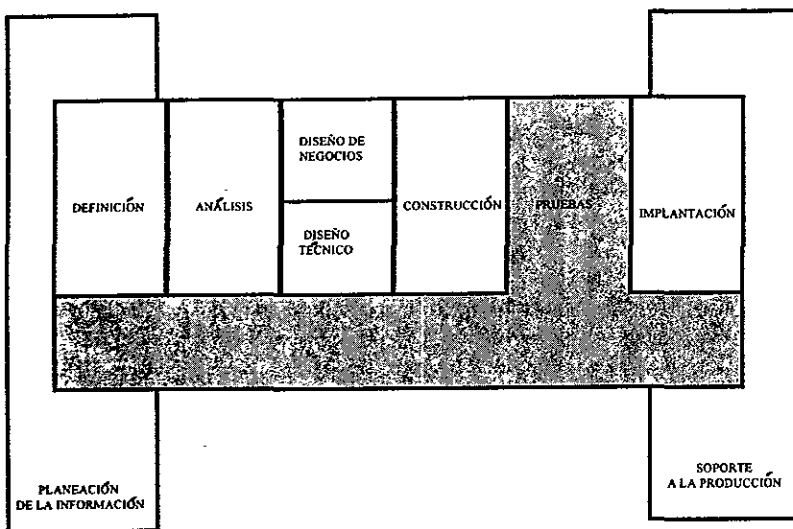 DEFINICIÓN
ANÁLISIS
DISEÑO DE
NEGOCIOS
DISEÑO
TÉCNICO
CONSTRUCCIÓN
PRUEBAS
IMPLANTACIÓN
PLANEACIÓN
DE LA INFORMACIÓN
SOPORTE
A LA PRODUCCIÓN